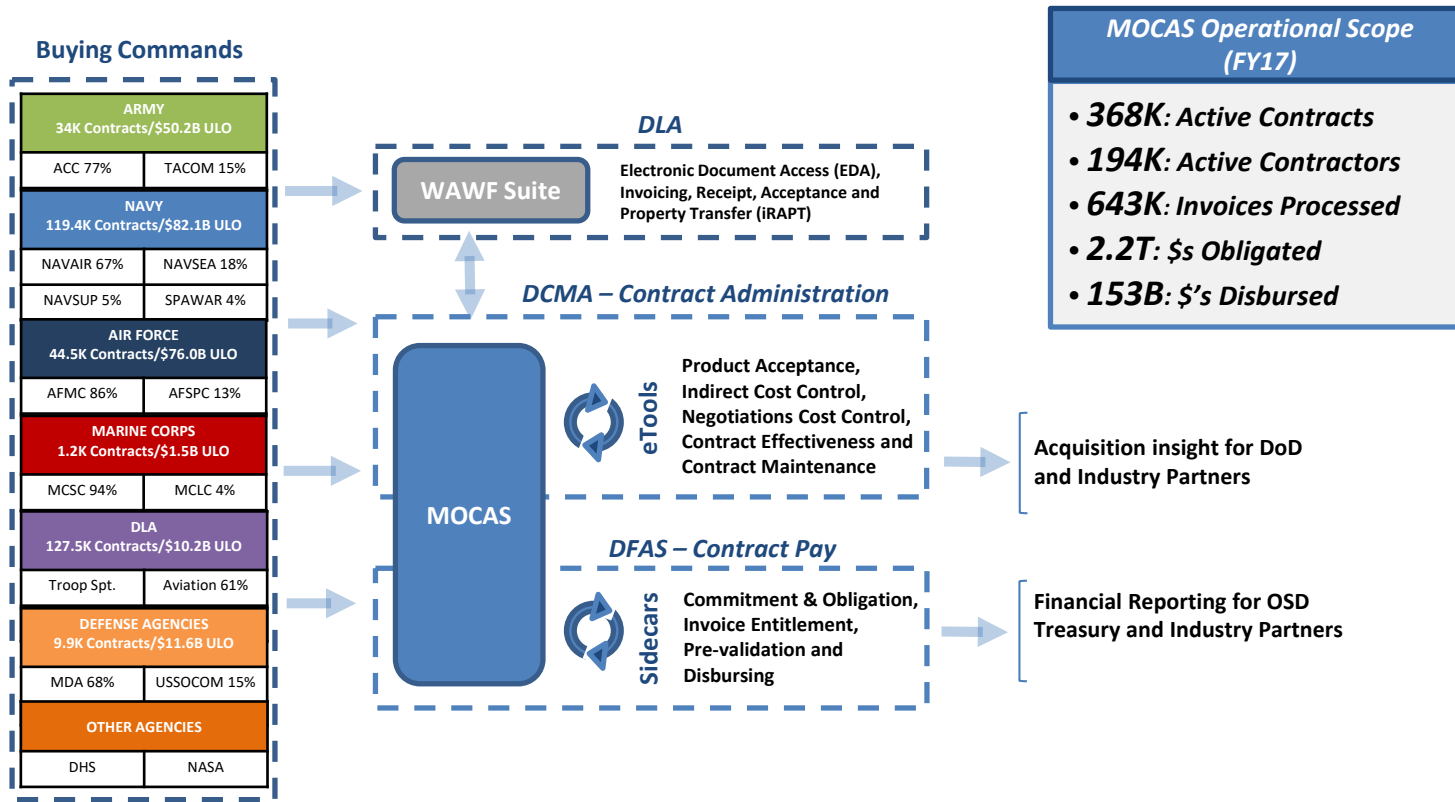 Buying Commands
ARMY
34K Contracts/$50.2B ULO
ACC 77%
TACOM 15%
NAVY
119.4K Contracts/$82.1B ULO
NAVAIR 67%
NAVSEA 18%
NAVSUP 5%
SPAWAR 4%
AIR FORCE
44.5K Contracts/$76.0B ULO
AFMC 86%
AFSPC 13%
MARINE CORPS
1.2K Contracts/$1.5B ULO
MCSC 94%
MCLC 4%
DLA
127.5K Contracts/$10.2B ULO
Troop Spt.
Aviation 61%
DEFENSE AGENCIES
9.9K Contracts/$11.6B ULO
MDA 68%
USSOCOM 15%
OTHER AGENCIES
DHS
NASA
DLA
WAWF Suite
Electronic Document Access (EDA),
Invoicing, Receipt, Acceptance and
Property Transfer (iRAPT)
DCMA – Contract Administration
MOCAS
eTools
Product Acceptance,
Indirect Cost Control,
Negotiations Cost Control,
Contract Effectiveness and
Contract Maintenance
DFAS – Contract Pay
Sidecars
Commitment & Obligation,
Invoice Entitlement,
Pre-validation and
Disbursing
MOCAS Operational Scope
(FY17)
• 368K: Active Contracts
• 194K: Active Contractors
• 643K: Invoices Processed
• 2.2T: $s Obligated
• 153B: $'s Disbursed
Acquisition insight for DoD
and Industry Partners
Financial Reporting for OSD
Treasury and Industry Partners